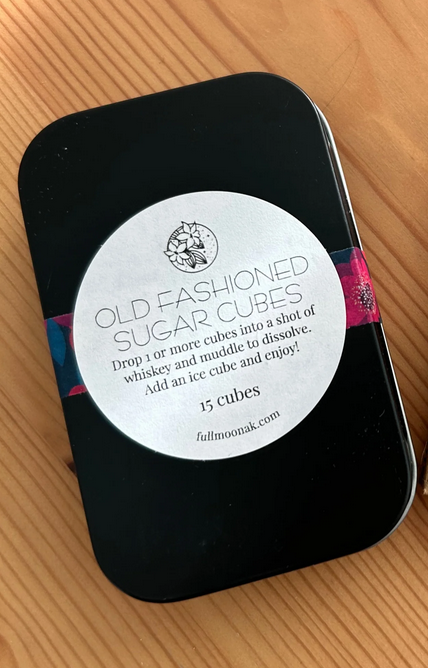 OLD FASHIONED
SUGAR CUBES
Drop 1 or more cubes into a shot of
whiskey and muddle to dissolve.
Add an ice cube and enjoy!
15 cubes
fullmoonak.com